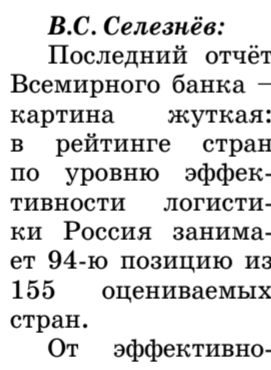 В.С. Селезнёв:
Последний отчёт
Всемирного банка –
картина жуткая:
в рейтинге стран
по уровню эффек-
тивности логисти-
ки Россия занима-
ет 94-ю позицию из
155 оцениваемых
стран.
От эффективно-